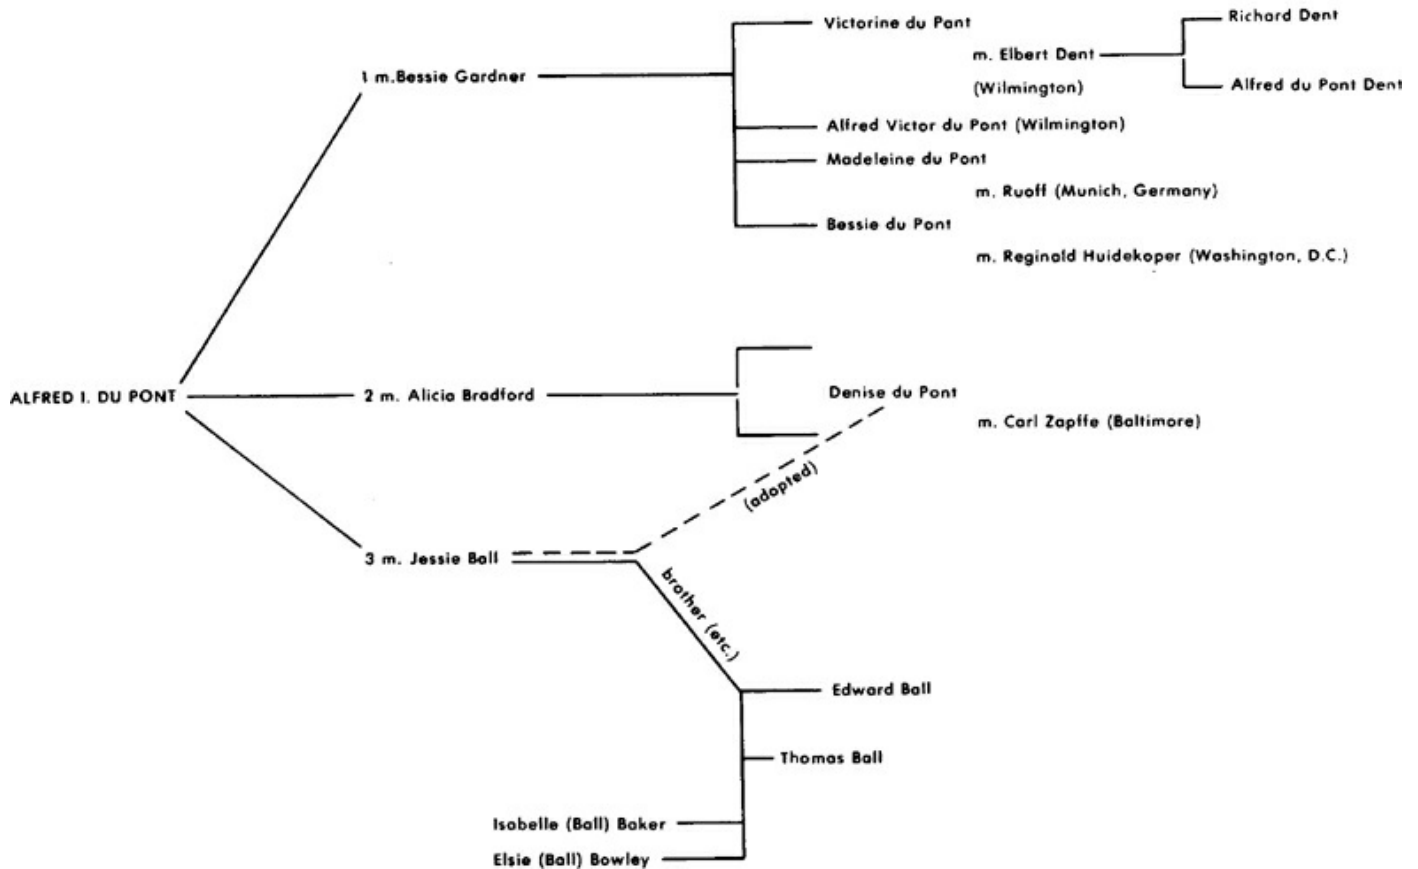 Victorine du Pont
Richard Dent
m. Elbert Dent
(Wilmington)
1 m.Bessie Gardner
Alfred du Pont Dent
Alfred Victor du Pont (Wilmington)
Madeleine du Pont
m. Ruoff (Munich, Germany)
Bessie du Pont
m. Reginald Huidekoper (Washington, D.C.)
ALFRED I. DU PONT
2 m. Alicia Bradford
Denise du Pont
m. Carl Zapffe (Baltimore)
(adopted)
3 m. Jessie Ball
brother (etc.)
Edward Ball
Thomas Ball
Isabelle (Ball) Baker
Elsie (Ball) Bowley